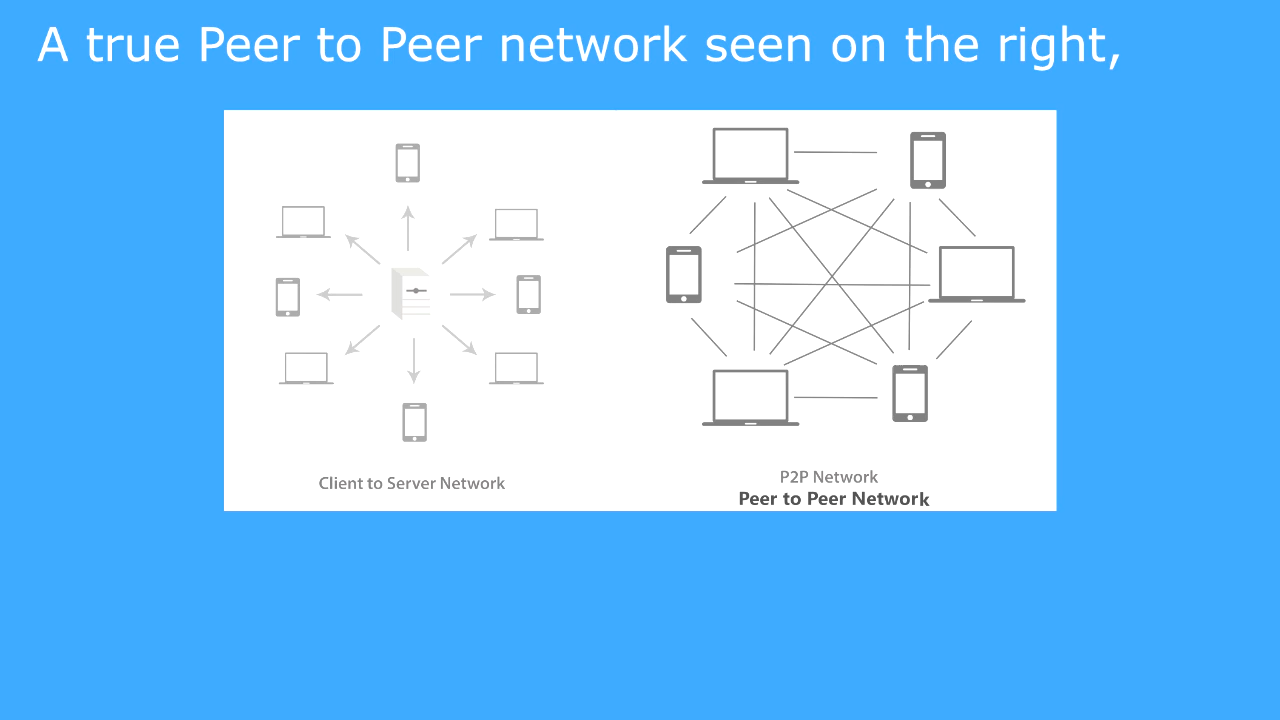 A true Peer to Peer network seen on the right,
Client to Server Network
P2P Network
Peer to Peer Network